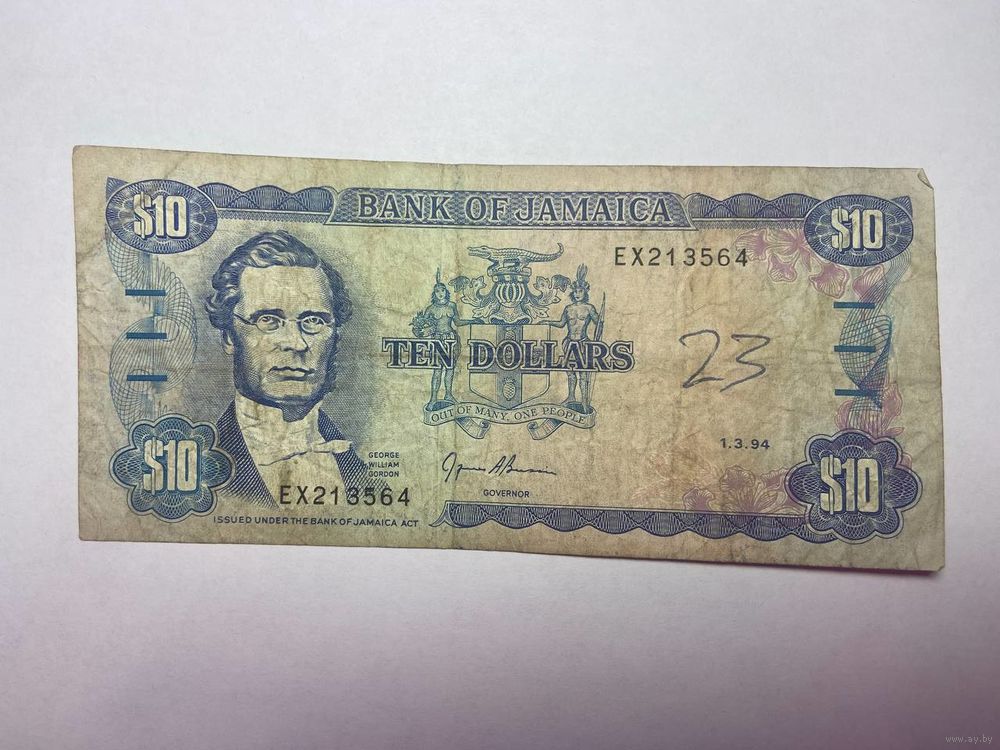 BANK OF JAMAICA
$10
$10
EX213564
TEN DOLLARS
23
OUT OF MANY, ONE PEOPLE
1.3.94
GEORGE
WILLIAM
GORDON
GOVERNOR
$10
$10
EX213564
ISSUED UNDER THE BANK OF JAMAICA ACT
www.ay.by